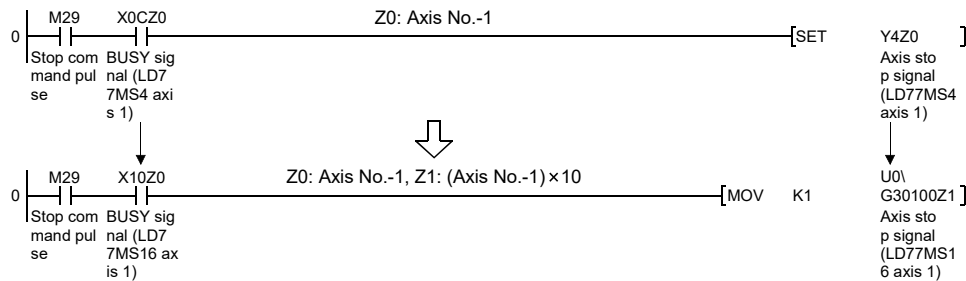 M29 X0CZ0 Z0: Axis No.-1
0 [SET Y4Z0 ]
Stop com BUSY sig Axis sto
mand pul nal (LD7 p signal
se 7MS4 axi (LD77MS4
s 1) axis 1)
M29 X10Z0 Z0: Axis No.-1, Z1: (Axis No.-1)×10 U0\
0 [MOV K1 G30100Z1 ]
Stop com BUSY sig Axis sto
mand pul nal (LD7 p signal
se 7MS16 ax (LD77MS1
is 1) 6 axis 1)